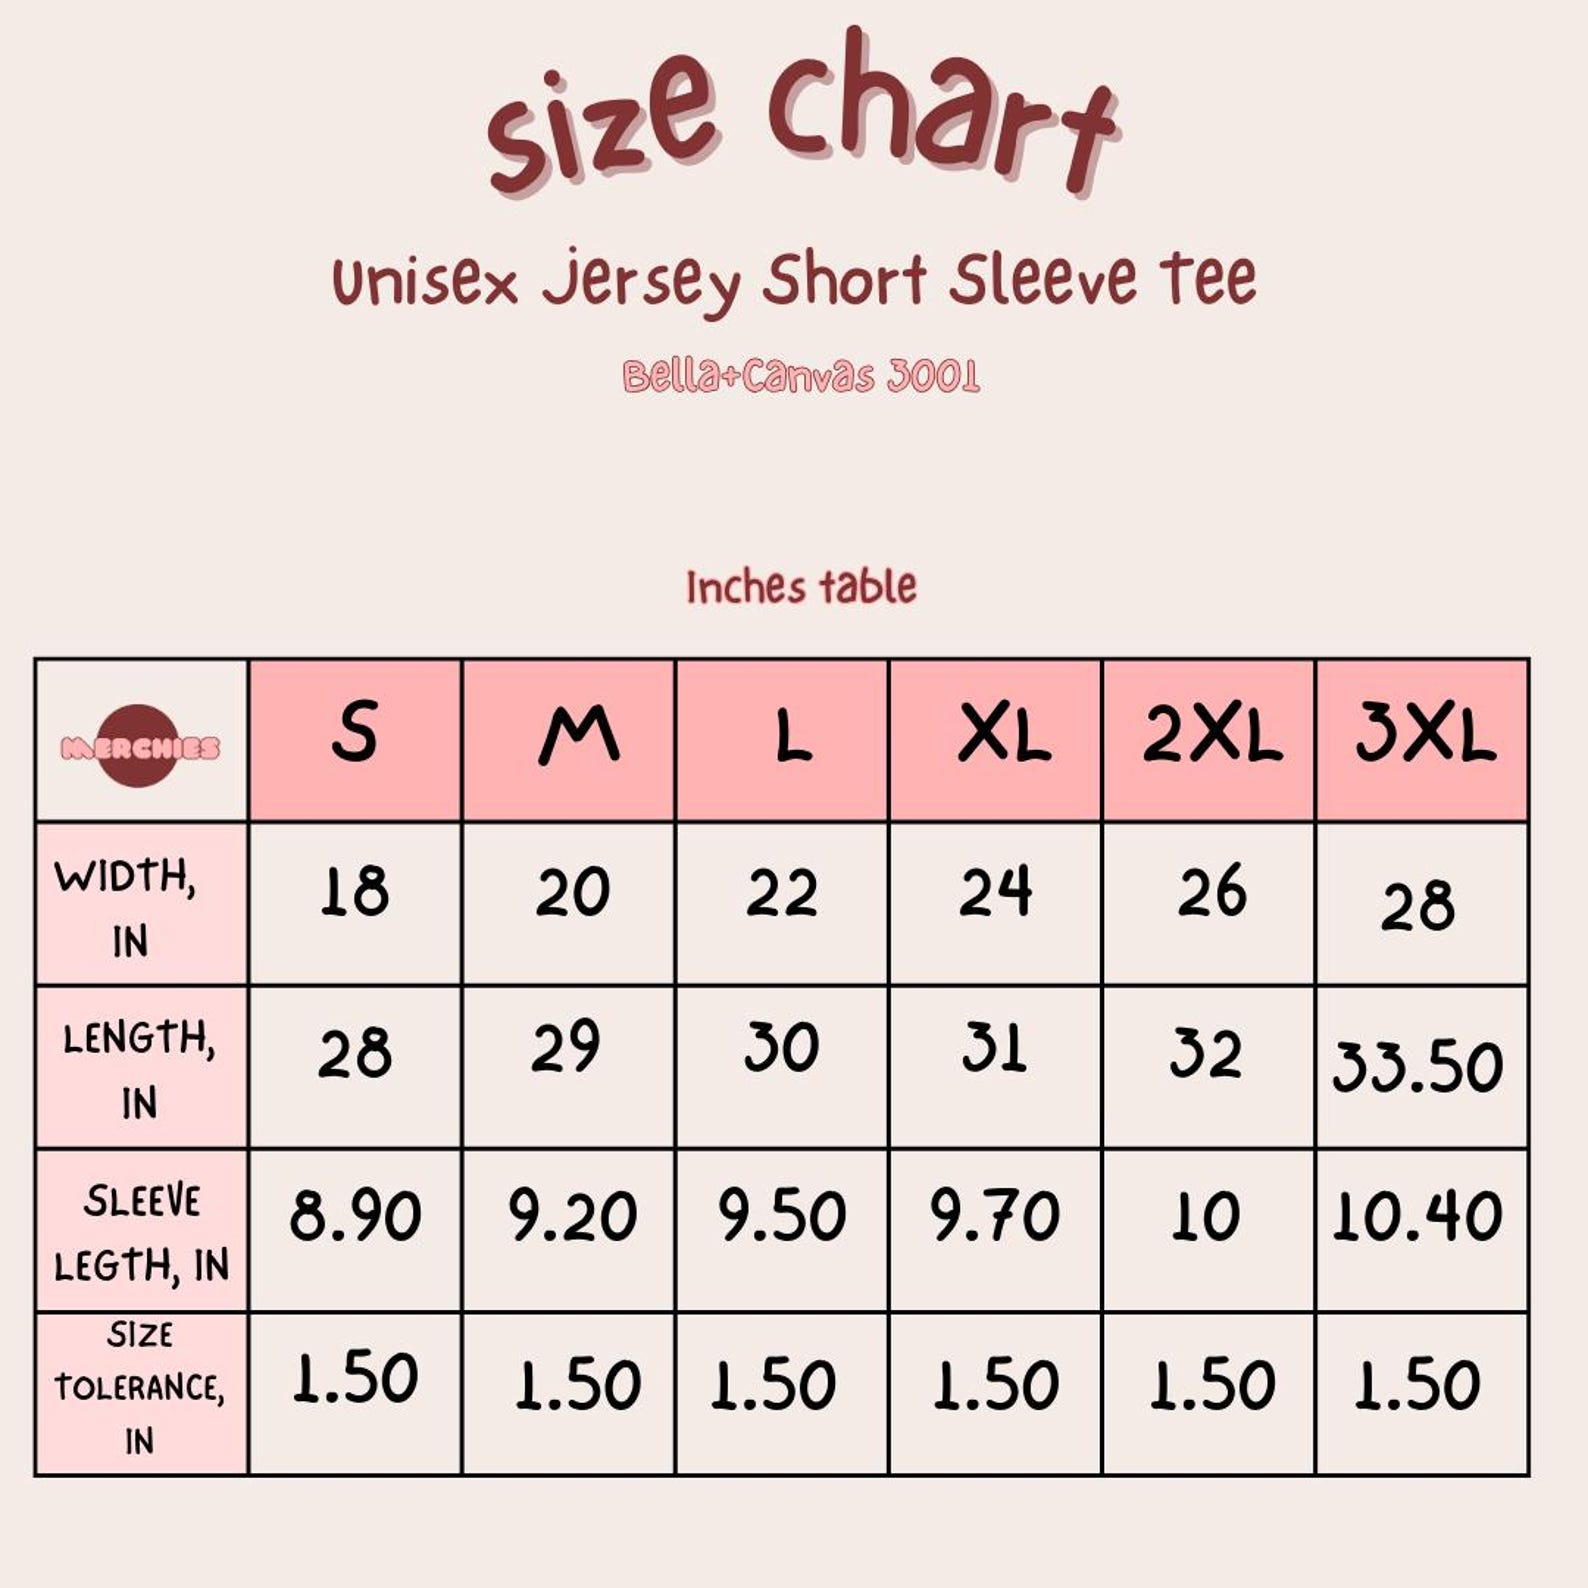 size chart
Unisex Jersey Short Sleeve Tee
Bella+Canvas 3001
Inches table
MERCHIES S M L XL 2XL 3XL
WIDTH,
IN 18 20 22 24 26 28
LENGTH,
IN 28 29 30 31 32 33.50
SLEEVE
LEGTH, IN 8.90 9.20 9.50 9.70 10 10.40
SIZE
TOLERANCE,
IN 1.50 1.50 1.50 1.50 1.50 1.50